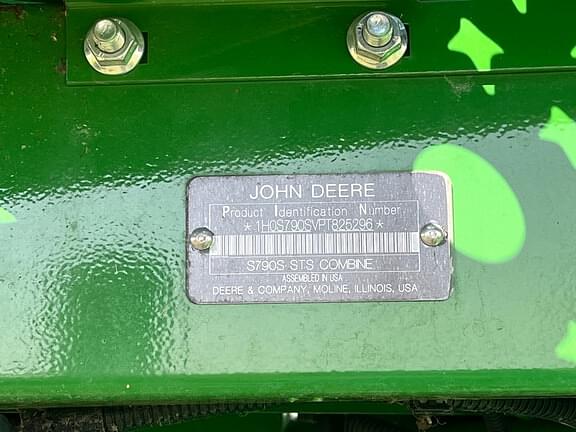 JOHN DEERE
Product Identification Number
*1H0S790SVPT825296*
S790S STS COMBINE
ASSEMBLED IN USA
DEERE & COMPANY, MOLINE, ILLINOIS, USA